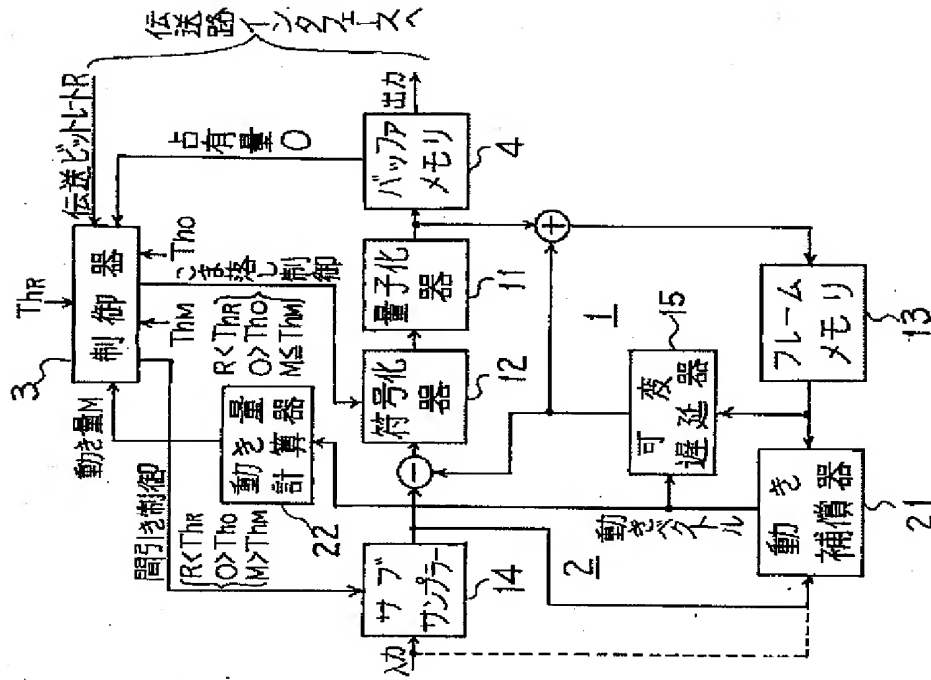 伝送路インタフェースへ
伝送ビットレートR
占有量O
出力
ThR
制御器
3
ThO
ThM
動き量M
間引き制御
R<ThR
O>ThO
M>ThM
こま落し制御
R<ThR
O>ThO
M≦ThM
動き量
計算器
22
入力
サブ
サンプラー
14
−
符号化
器
12
量子化
器
11
バッファ
メモリ
4
+
1
2
可変
遅延器
15
動きベクトル
動き
補償器
21
フレーム
メモリ
13